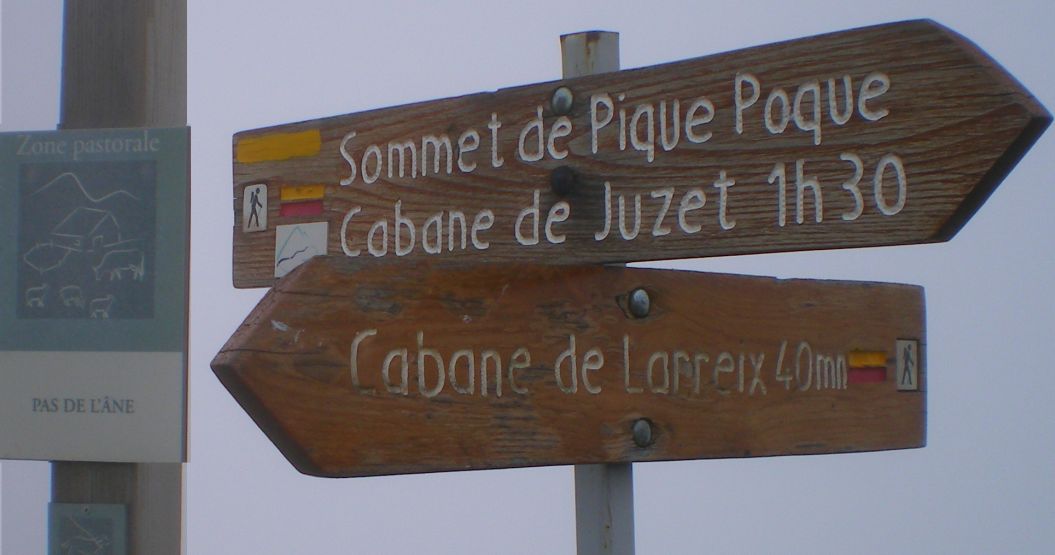 Zone pastorale
PAS DE L'ÂNE
Sommet de Pique Poque
Cabane de Juzet 1h30
Cabane de Larreix 40mn